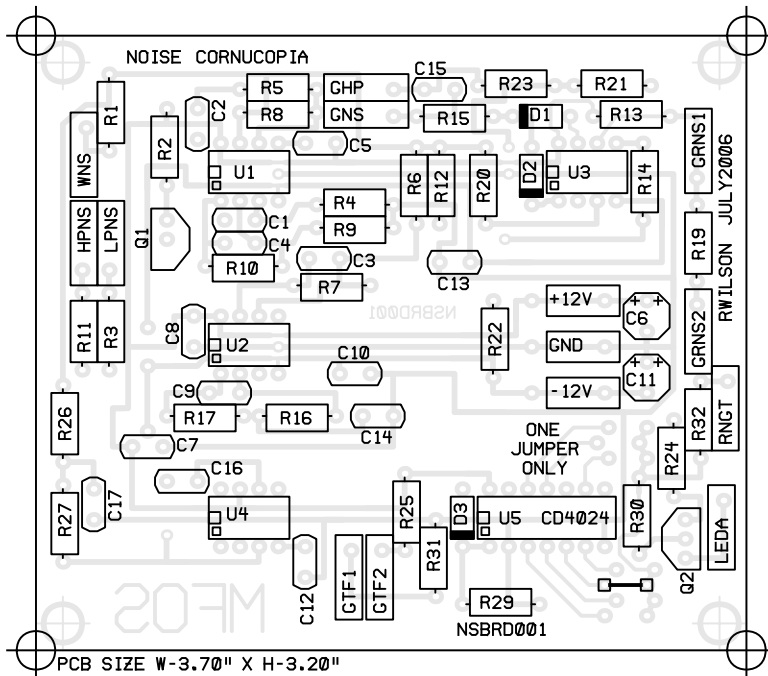 NOISE CORNUCOPIA
C15
R5
GHP
R23
R21
R1
C2
R8
GNS
R15
D1
R13
R2
C5
WNS
U1
R6
R12
R20
D2
U3
R14
GRNS1
RWILSON JULY2006
HPNS
LPNS
Q1
C1
R4
C4
R9
R19
R10
C3
C13
R7
R11
R3
C8
U2
NSBRD001
R22
+12V
C6
GND
GRNS2
C10
-12V
C11
C9
R26
R17
R16
C14
ONE
JUMPER
ONLY
R32
RNGT
C7
R24
C16
R27
C17
U4
R25
D3
U5 CD4024
R30
LEDA
R31
C12
GTF1
GTF2
Q2
MFOS
R29
NSBRD001
PCB SIZE W-3.70" X H-3.20"